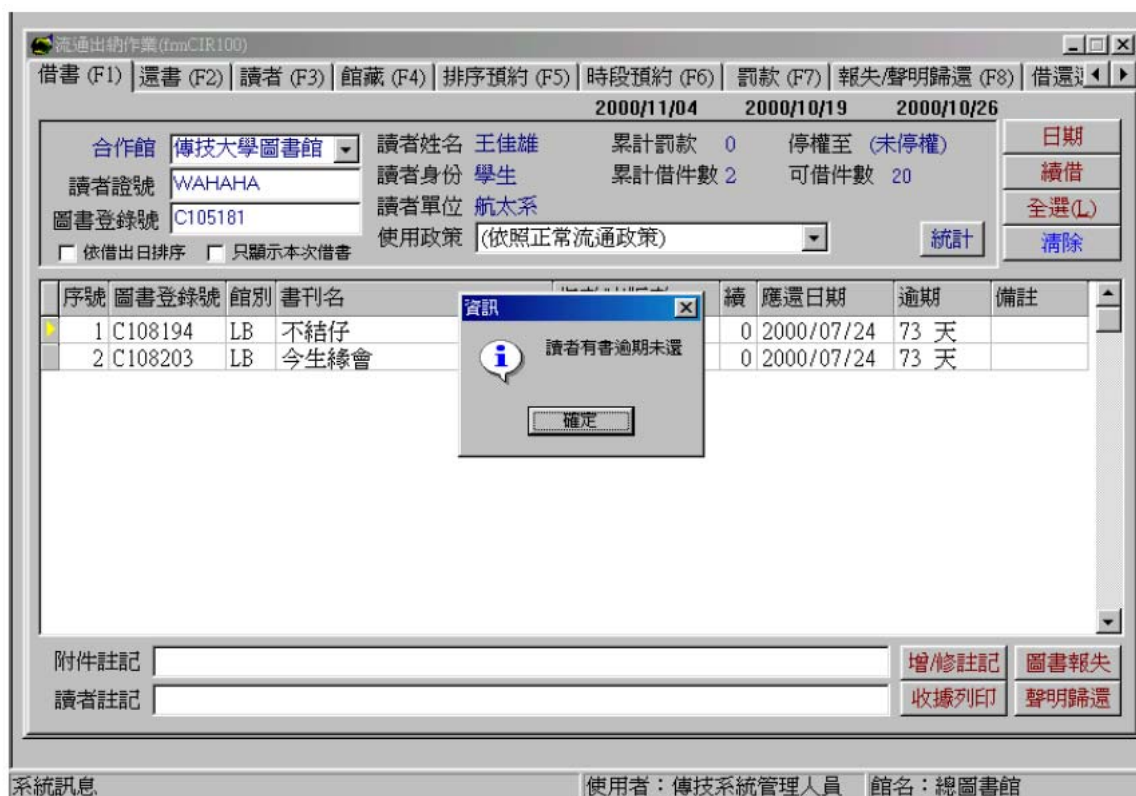 流通出納作業(frmCIR100)
借書 (F1) 還書 (F2) 讀者 (F3) 館藏 (F4) 排序預約 (F5) 時段預約 (F6) 罰款 (F7) 報失/聲明歸還 (F8) 借還
2000/11/04 2000/10/19 2000/10/26
合作館 傳技大學圖書館 讀者姓名 王佳雄 累計罰款 0 停權至 (未停權) 日期
讀者證號 WAHAHA 讀者身份 學生 累計借件數 2 可借件數 20 續借
圖書登錄號 C105181 讀者單位 航太系 全選(L)
依借出日排序 只顯示本次借書 使用政策 (依照正常流通政策) 統計 清除
序號 圖書登錄號 館別 書刊名 續 應還日期 逾期 備註
1 C108194 LB 不結仔 0 2000/07/24 73 天
2 C108203 LB 今生緣會 0 2000/07/24 73 天
資訊
讀者有書逾期未還
確定
附件註記 增/修註記 圖書報失
讀者註記 收據列印 聲明歸還
系統訊息 使用者：傳技系統管理人員 館名：總圖書館